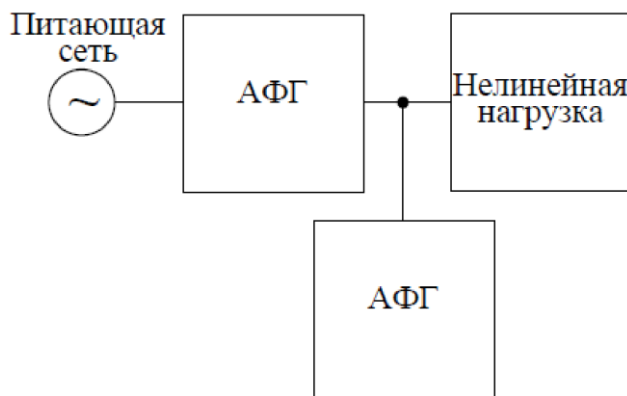 Питающая
сеть
~
АФГ
Нелинейная
нагрузка
АФГ